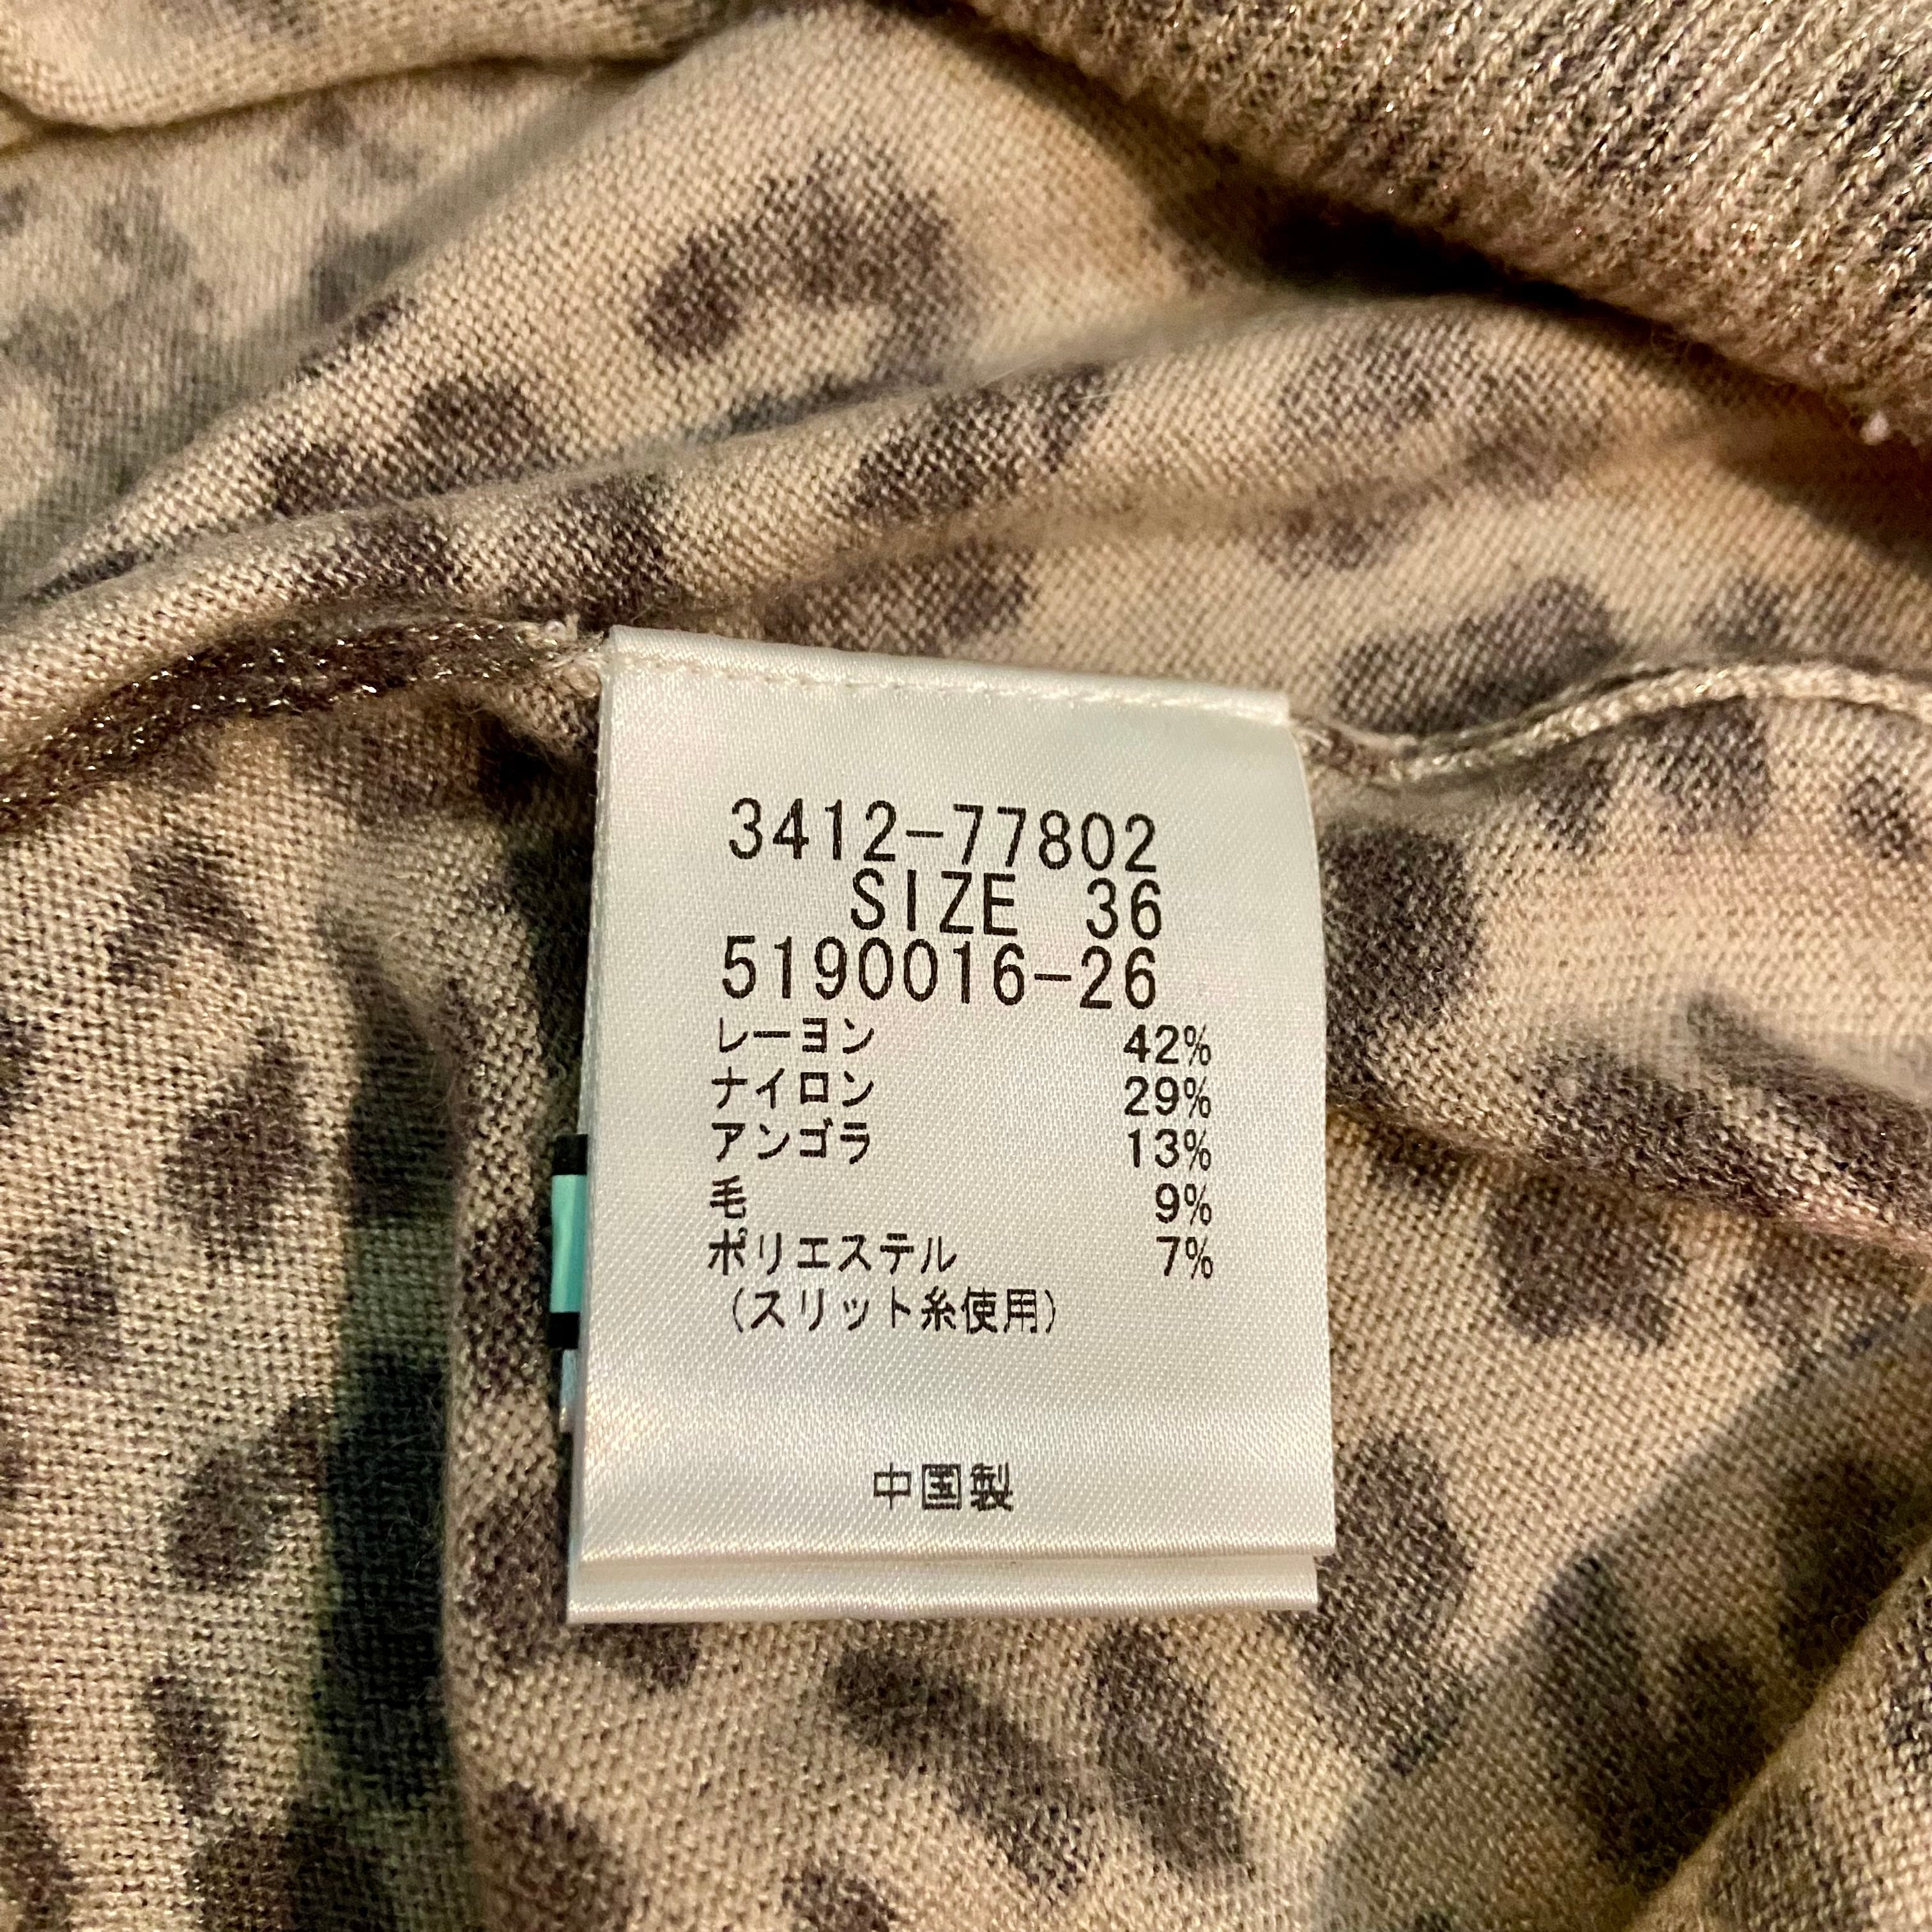 3412-77802
SIZE 36
5190016-26
レーヨン 42%
ナイロン 29%
アンゴラ 13%
毛 9%
ポリエステル 7%
(スリット糸使用)
中国製